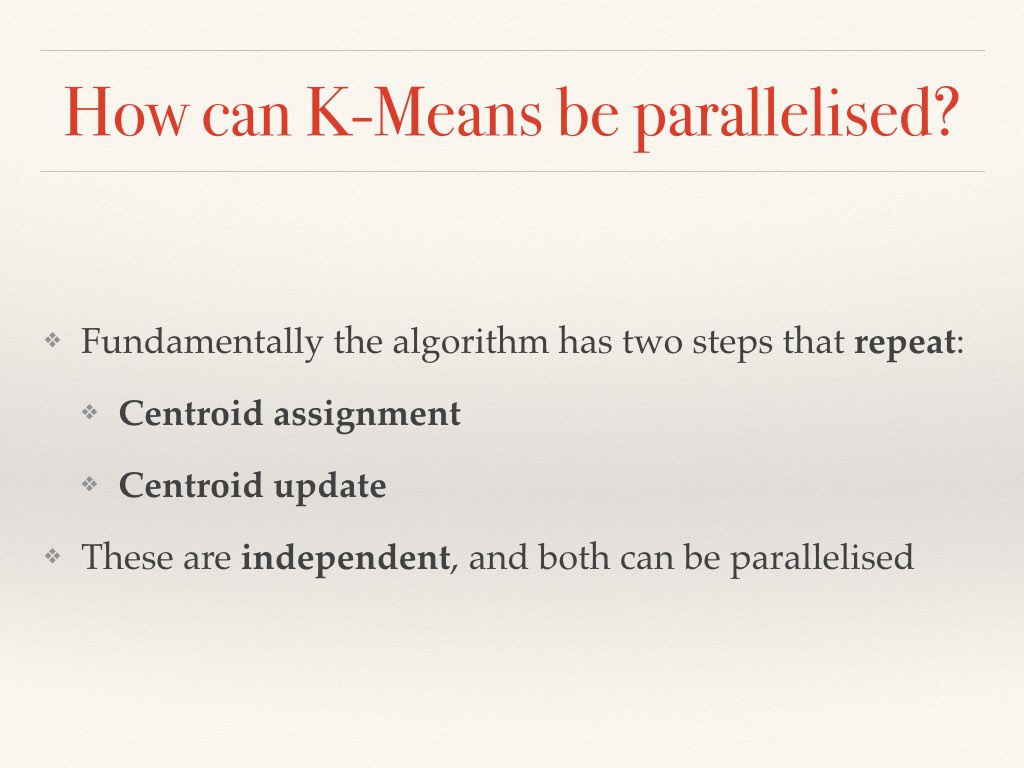 How can K-Means be parallelised?
❖ Fundamentally the algorithm has two steps that repeat:
❖ Centroid assignment
❖ Centroid update
❖ These are independent, and both can be parallelised